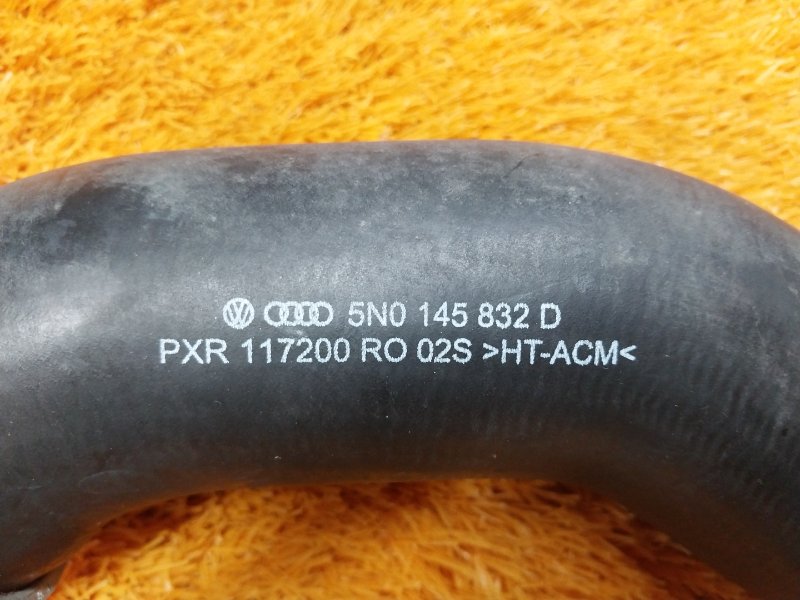 5N0 145 832 D
PXR 117200 RO 02S >HT-ACM<